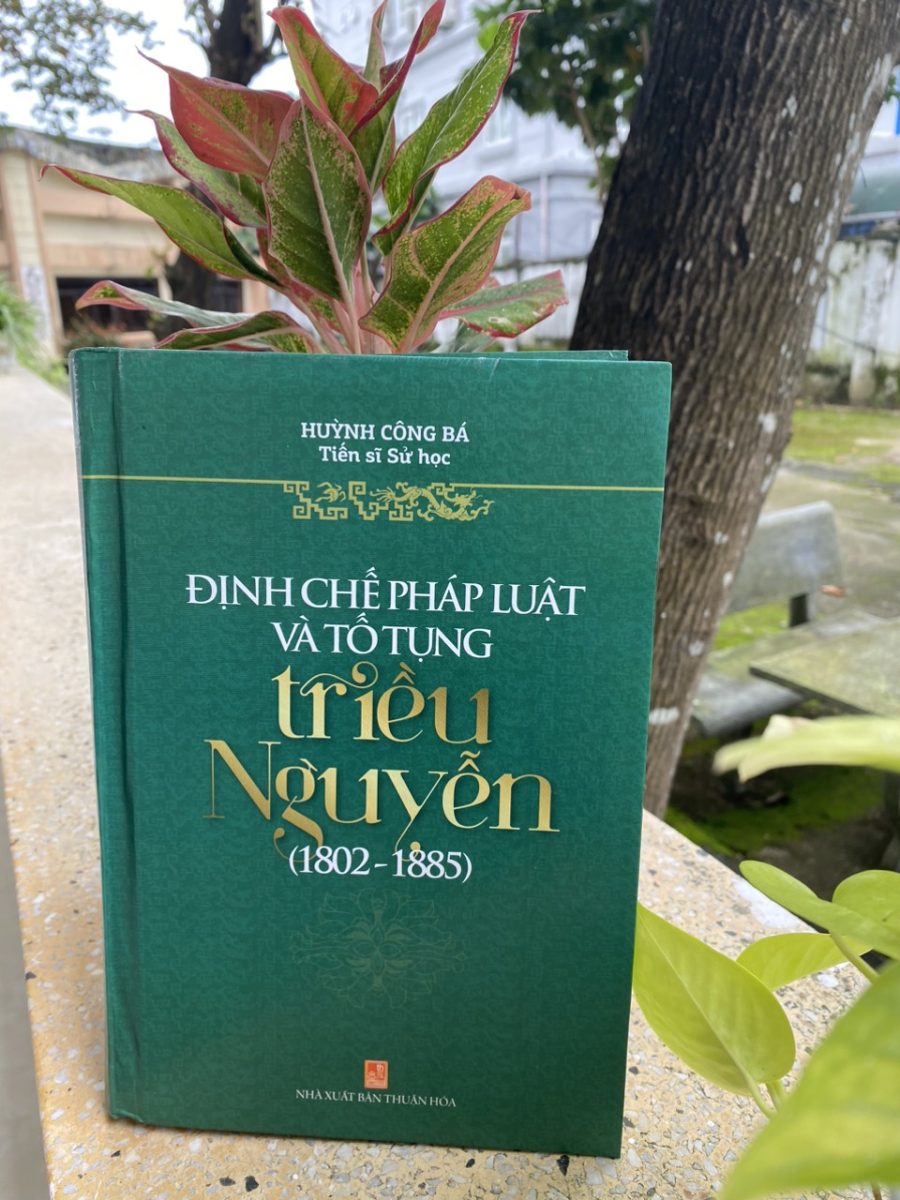 HUỲNH CÔNG BÁ
Tiến sĩ Sử học
ĐỊNH CHẾ PHÁP LUẬT
VÀ TỐ TỤNG
triều
Nguyễn
(1802 - 1885)
NHÀ XUẤT BẢN THUẬN HÓA